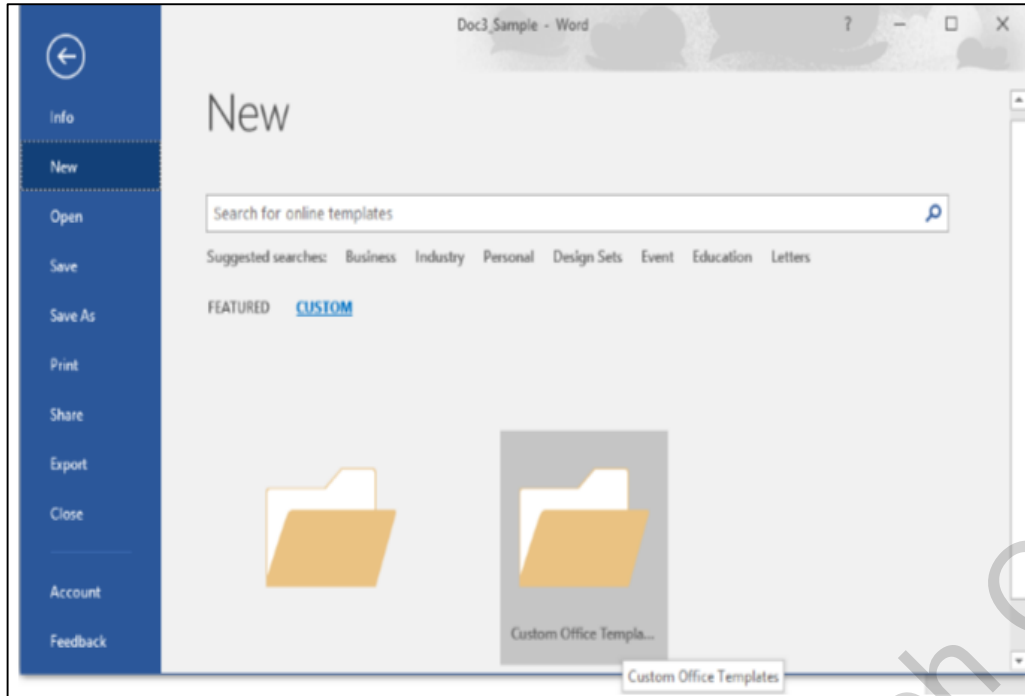 Doc3_Sample - Word ?
Info
New
New
Open
Save
Save As
Print
Share
Export
Close
Account
Feedback
Search for online templates
Suggested searches: Business Industry Personal Design Sets Event Education Letters
FEATURED CUSTOM
Custom Office Templa...
Custom Office Templates